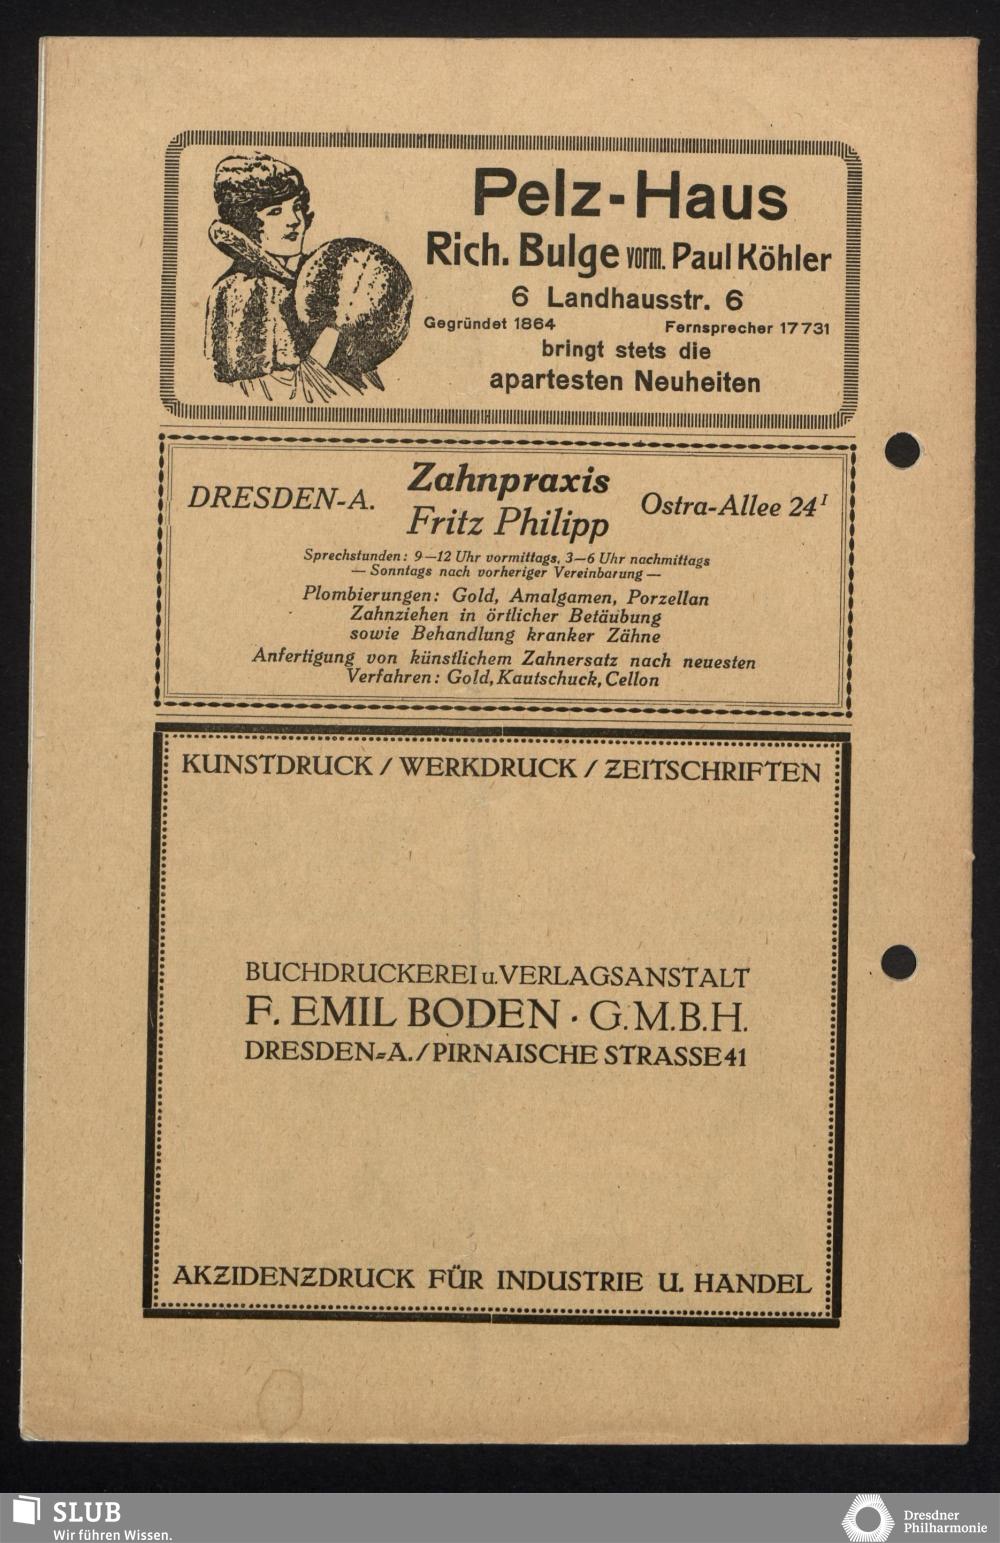 Pelz-Haus
Rich. Bulge vorm. Paul Köhler
6 Landhausstr. 6
Gegründet 1864 Fernsprecher 17731
bringt stets die
apartesten Neuheiten
DRESDEN-A.
Zahnpraxis
Fritz Philipp
Ostra-Allee 24 I
Sprechstunden: 9—12 Uhr vormittags, 3—6 Uhr nachmittags
— Sonntags nach vorheriger Vereinbarung —
Plombierungen: Gold, Amalgamen, Porzellan
Zahnziehen in örtlicher Betäubung
sowie Behandlung kranker Zähne
Anfertigung von künstlichem Zahnersatz nach neuesten
Verfahren: Gold, Kautschuck, Cellon
KUNSTDRUCK / WERKDRUCK / ZEITSCHRIFTEN
BUCHDRUCKEREI u. VERLAGSANSTALT
F. EMIL BODEN · G.M.B.H.
DRESDEN-A. / PIRNAISCHE STRASSE 41
AKZIDENZDRUCK FÜR INDUSTRIE U. HANDEL
SLUB
Wir führen Wissen.
Dresdner
Philharmonie